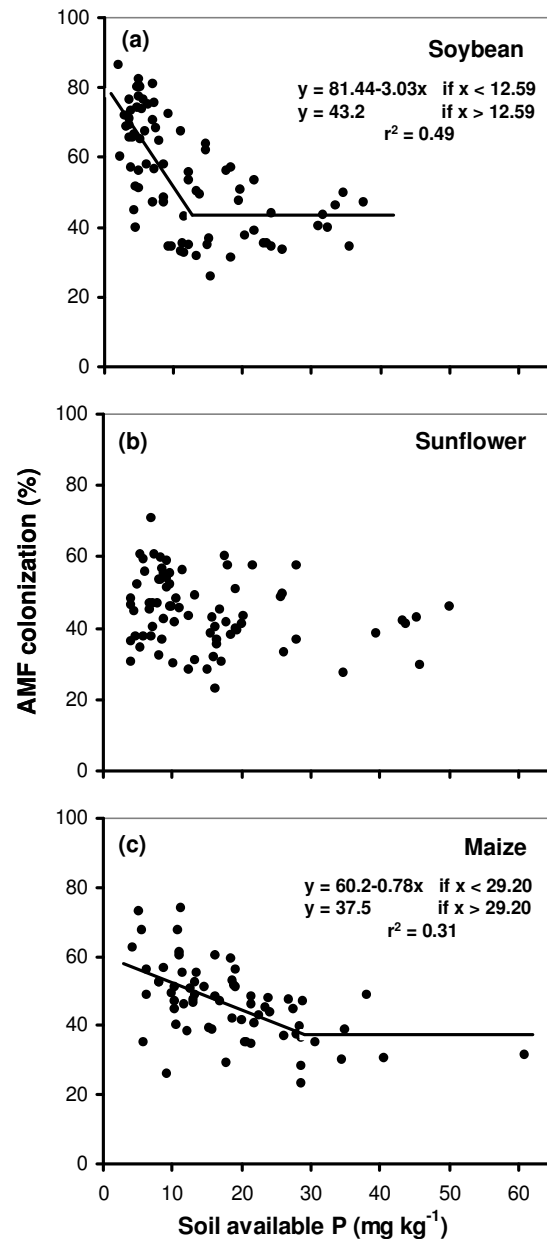 (a)
Soybean
y = 81.44-3.03x if x < 12.59
y = 43.2 if x > 12.59
r² = 0.49
100
80
60
40
20
0
(b)
Sunflower
100
80
60
40
20
0
AMF colonization (%)
(c)
Maize
y = 60.2-0.78x if x < 29.20
y = 37.5 if x > 29.20
r² = 0.31
100
80
60
40
20
0
0 10 20 30 40 50 60
Soil available P (mg kg⁻¹)